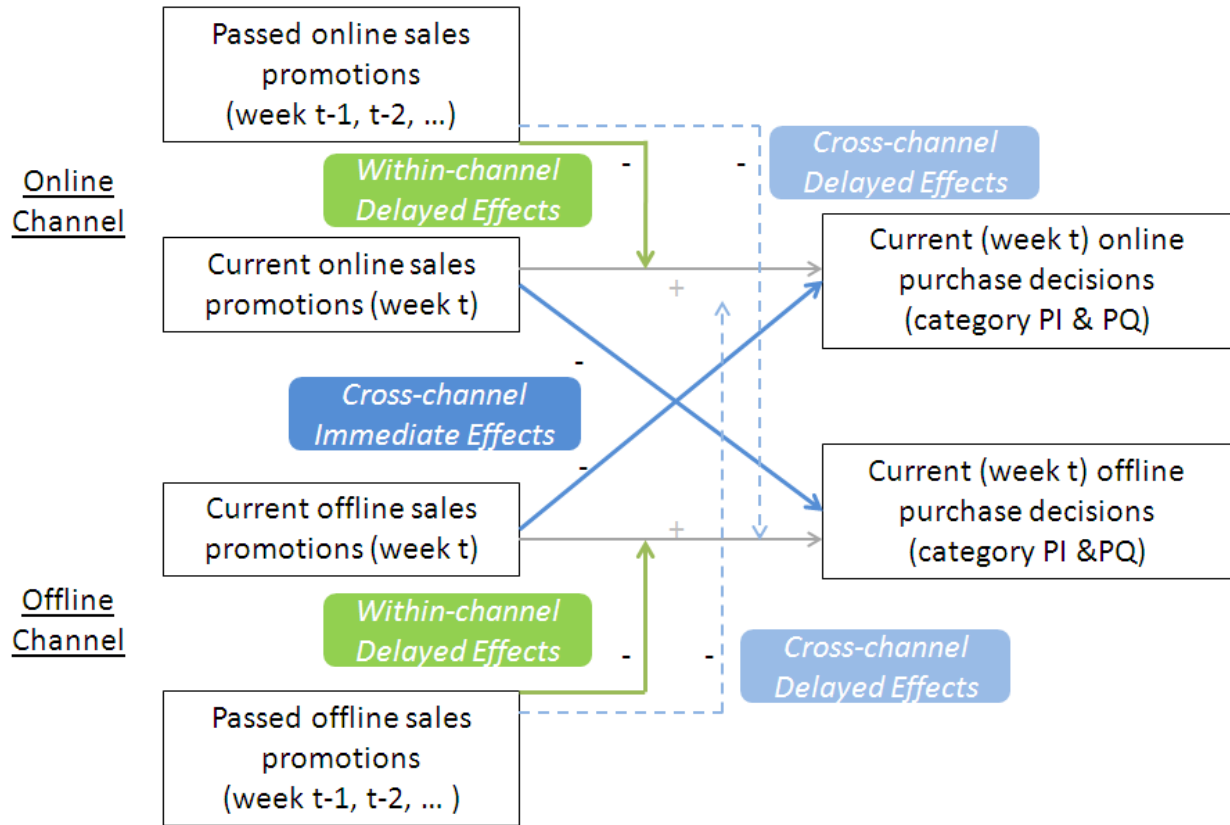 Passed online sales
promotions
(week t-1, t-2, ...)
-
-
Within-channel
Delayed Effects
Cross-channel
Delayed Effects
Online
Channel
Current online sales
promotions (week t)
+
Current (week t) online
purchase decisions
(category PI & PQ)
-
Cross-channel
Immediate Effects
-
Current offline sales
promotions (week t)
+
Current (week t) offline
purchase decisions
(category PI &PQ)
Offline
Channel
Within-channel
Delayed Effects
-
-
Cross-channel
Delayed Effects
Passed offline sales
promotions
(week t-1, t-2, ... )